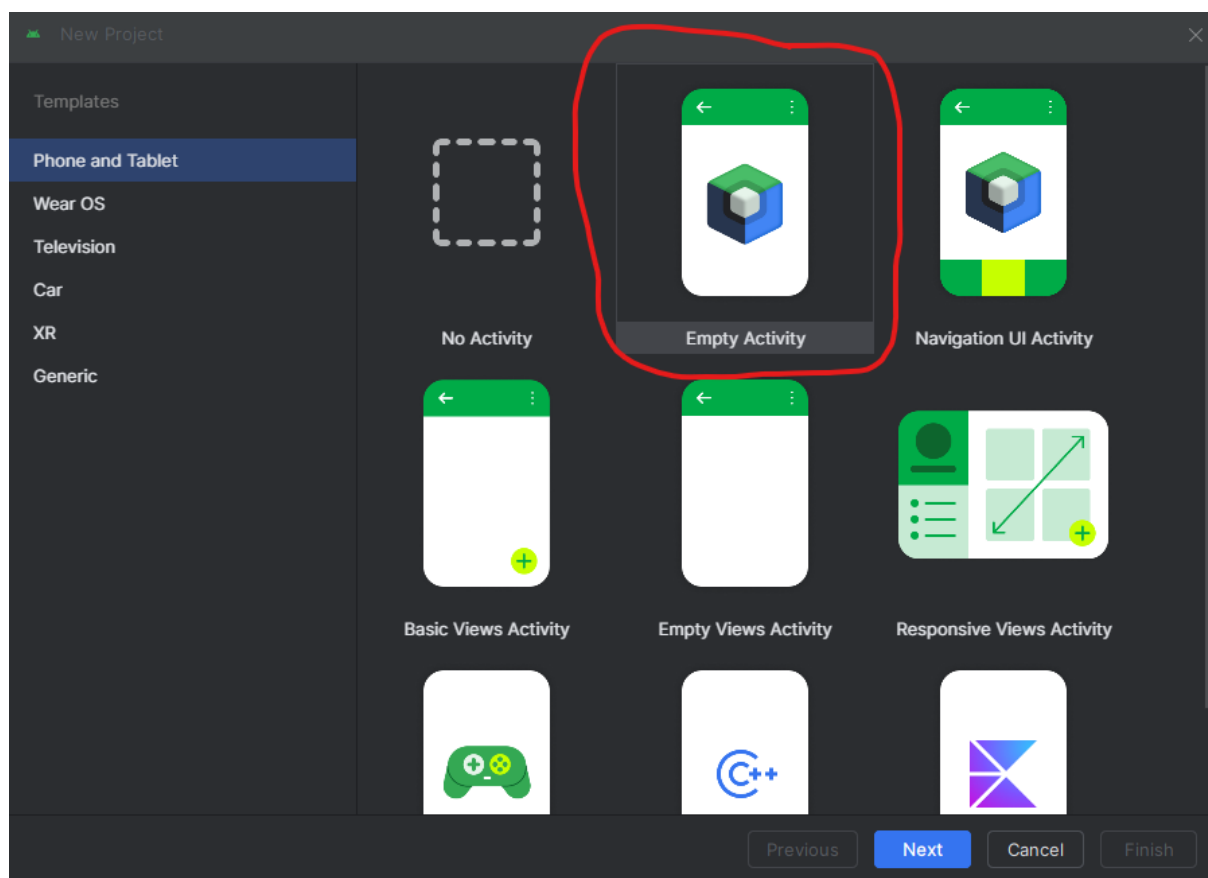 New Project
Templates
Phone and Tablet
Wear OS
Television
Car
XR
Generic
No Activity
Empty Activity
Navigation UI Activity
Basic Views Activity
Empty Views Activity
Responsive Views Activity
C++
Previous
Next
Cancel
Finish